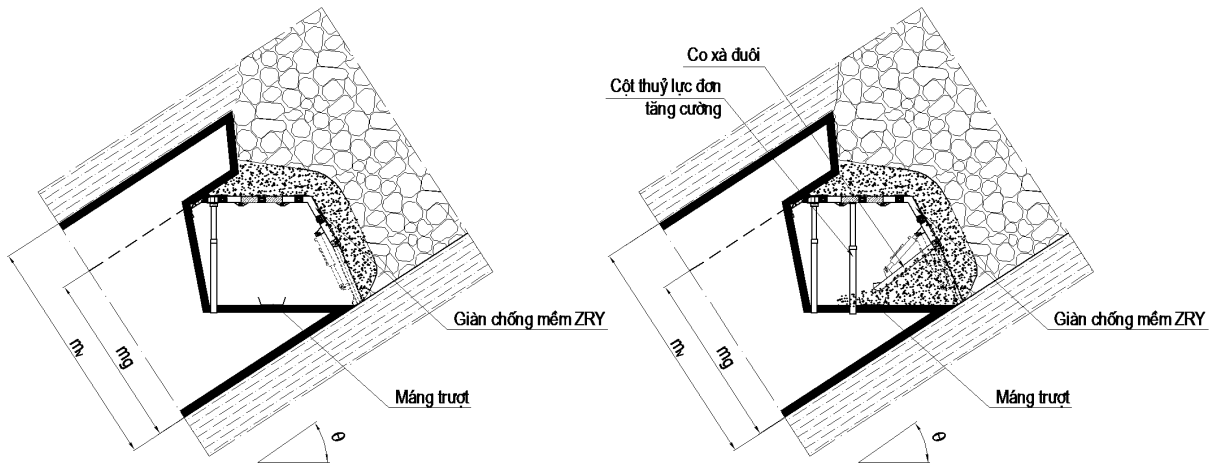 mv
mg
Giàn chống mềm ZRY
Máng trượt
θ
Co xà đuôi
Cột thuỷ lực đơn
tăng cường
mv
mg
Giàn chống mềm ZRY
Máng trượt
θ